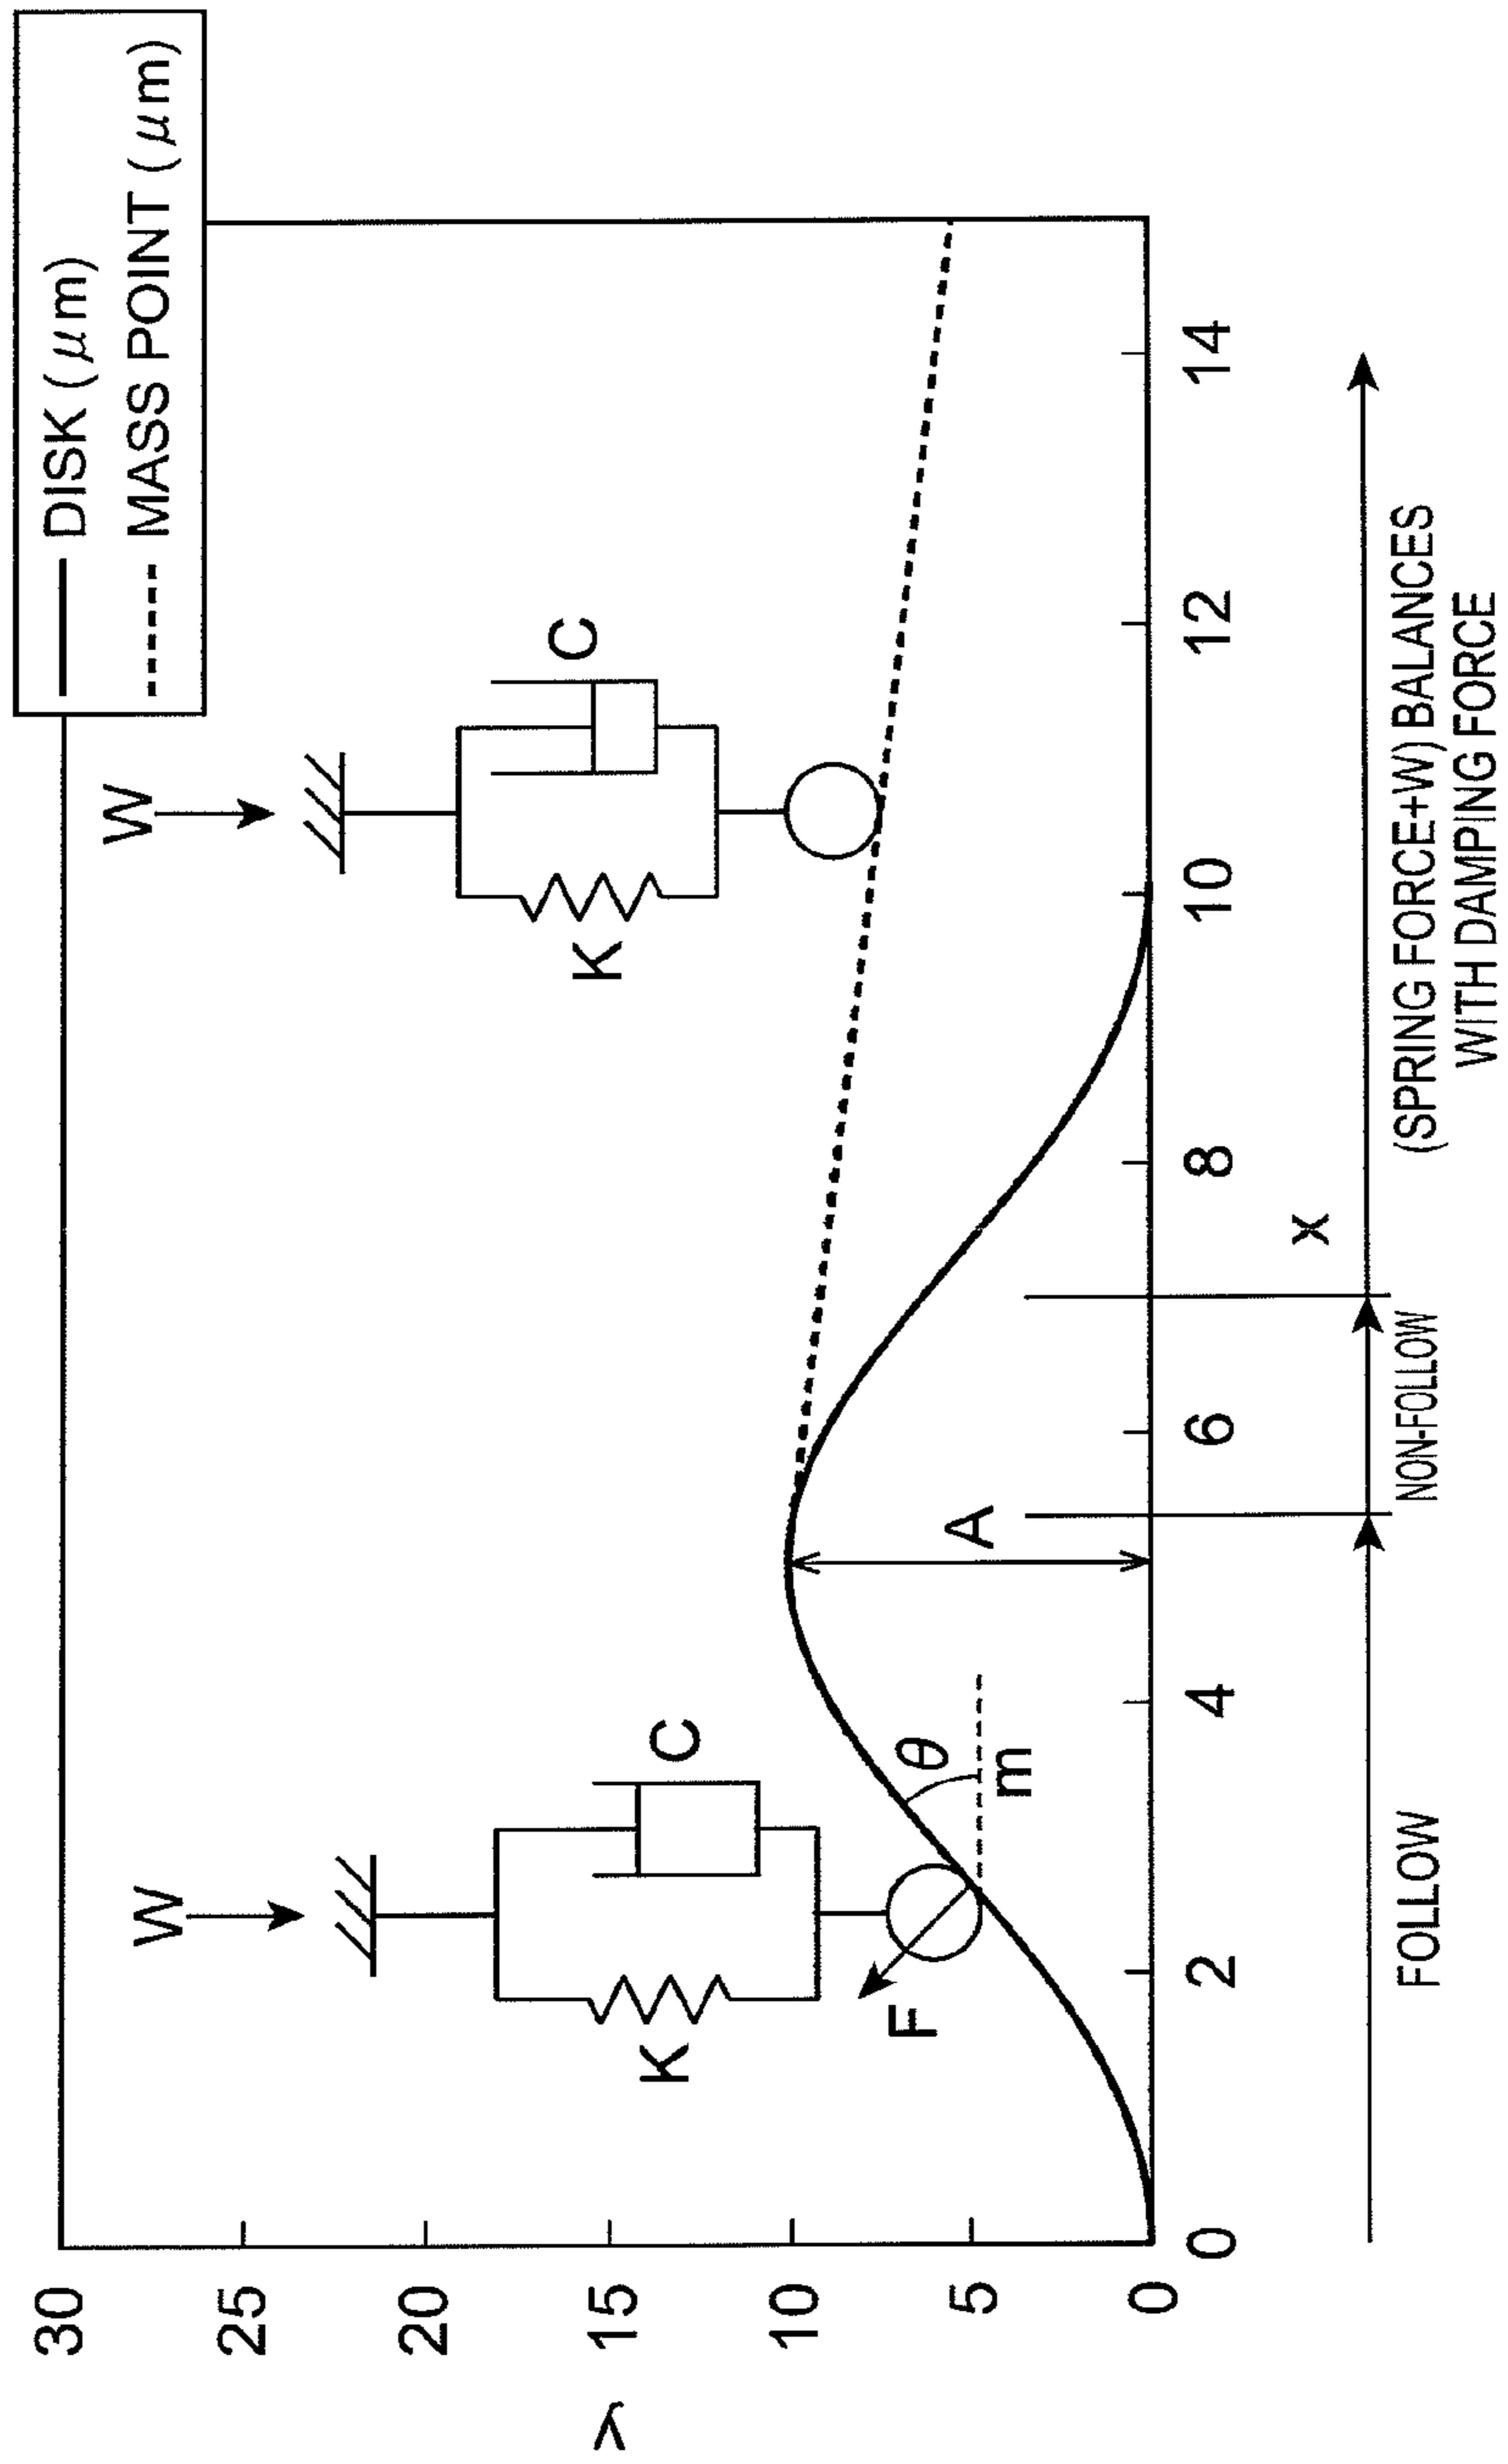 DISK (μm)
MASS POINT (μm)
30
25
20
15
10
5
0
y
W
K
C
F
θ
m
A
W
K
C
0
2
4
6
8
10
12
14
x
FOLLOW
NON-FOLLOW
(SPRING FORCE+W) BALANCES
WITH DAMPING FORCE